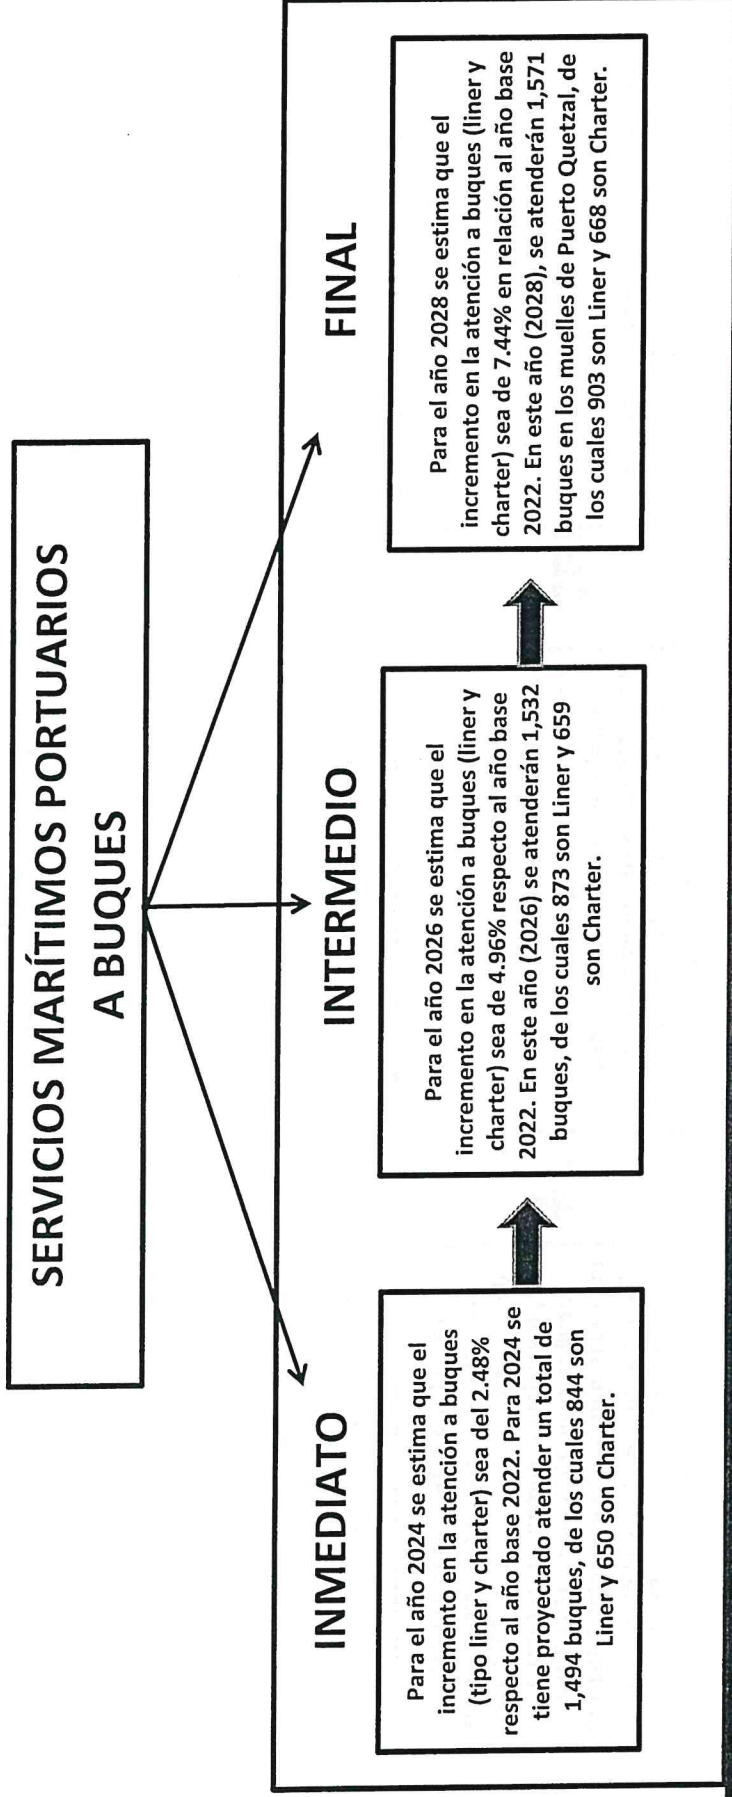 SERVICIOS MARÍTIMOS PORTUARIOS
A BUQUES
INMEDIATO
Para el año 2024 se estima que el
incremento en la atención a buques
(tipo liner y charter) sea del 2.48%
respecto al año base 2022. Para 2024 se
tiene proyectado atender un total de
1,494 buques, de los cuales 844 son
Liner y 650 son Charter.
INTERMEDIO
Para el año 2026 se estima que el
incremento en la atención a buques (liner y
charter) sea de 4.96% respecto al año base
2022. En este año (2026) se atenderán 1,532
buques, de los cuales 873 son Liner y 659
son Charter.
FINAL
Para el año 2028 se estima que el
incremento en la atención a buques (liner y
charter) sea de 7.44% en relación al año base
2022. En este año (2028), se atenderán 1,571
buques en los muelles de Puerto Quetzal, de
los cuales 903 son Liner y 668 son Charter.